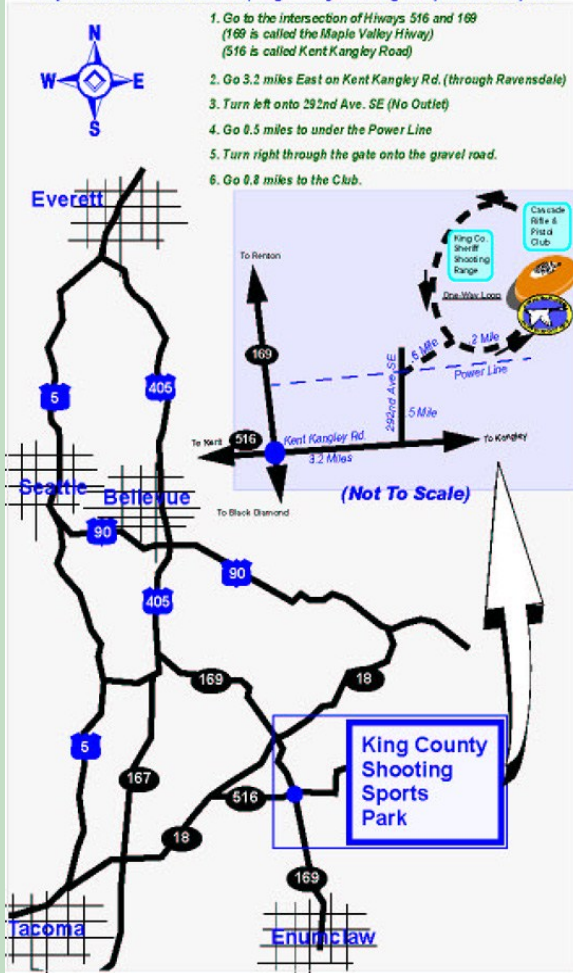 N
W E
S
1. Go to the intersection of Hiways 516 and 169
(169 is called the Maple Valley Hiway)
(516 is called Kent Kangley Road)
2. Go 3.2 miles East on Kent Kangley Rd. (through Ravensdale)
3. Turn left onto 292nd Ave. SE (No Outlet)
4. Go 0.5 miles to under the Power Line
5. Turn right through the gate onto the gravel road.
6. Go 0.8 miles to the Club.
Everett
Cascade
Rifle &
Pistol
Club
King Co.
Sheriff
Shooting
Range
To Renton
One-Way Loop
169
.6 Mile
.2 Mile
Power Line
292nd Ave. SE
.5 Mile
To Kent
516
Kent Kangley Rd.
To Kangley
3.2 Miles
To Black Diamond
(Not To Scale)
5
405
Seattle
Bellevue
90
90
405
169
18
5
167
516
18
169
King County
Shooting
Sports
Park
Tacoma
Enumclaw